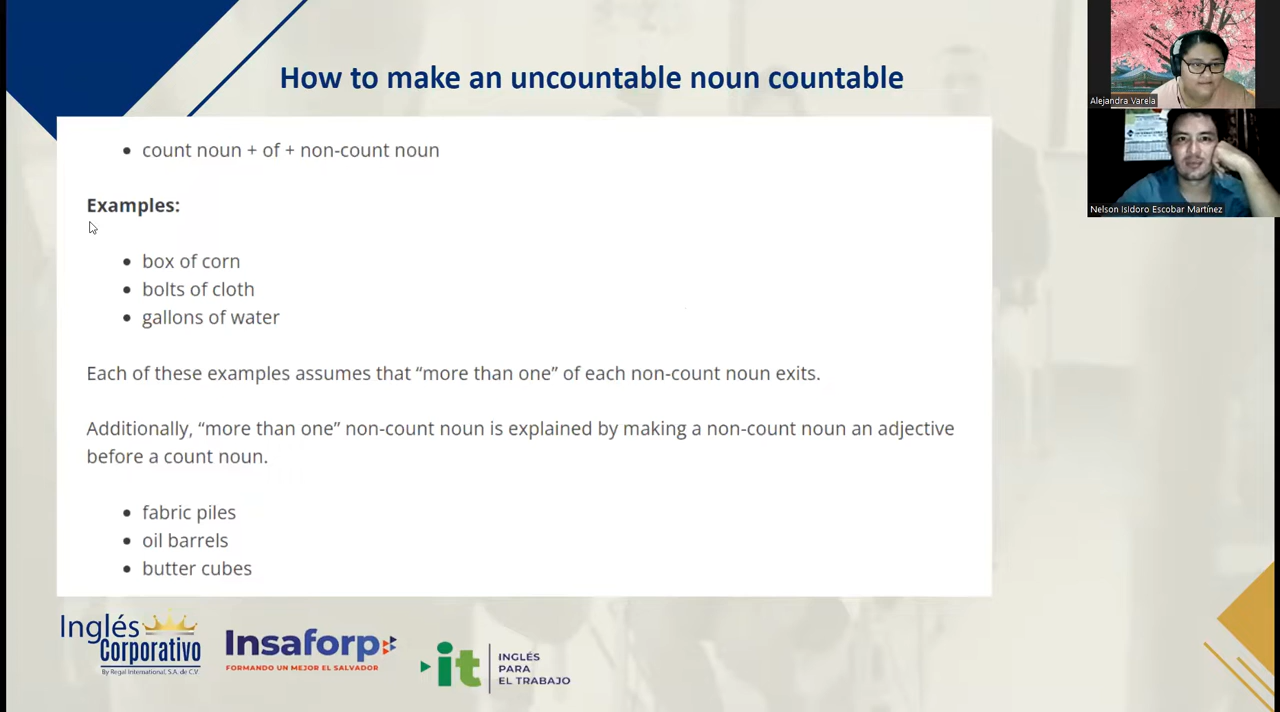 How to make an uncountable noun countable
• count noun + of + non-count noun
Examples:
• box of corn
• bolts of cloth
• gallons of water
Each of these examples assumes that “more than one” of each non-count noun exits.
Additionally, “more than one” non-count noun is explained by making a non-count noun an adjective
before a count noun.
• fabric piles
• oil barrels
• butter cubes
Inglés
Corporativo
By Regal International, S.A. de C.V.
Insaforp
FORMANDO UN MEJOR EL SALVADOR
it
INGLÉS
PARA
EL TRABAJO
Alejandra Varela
Nelson Isidoro Escobar Martínez